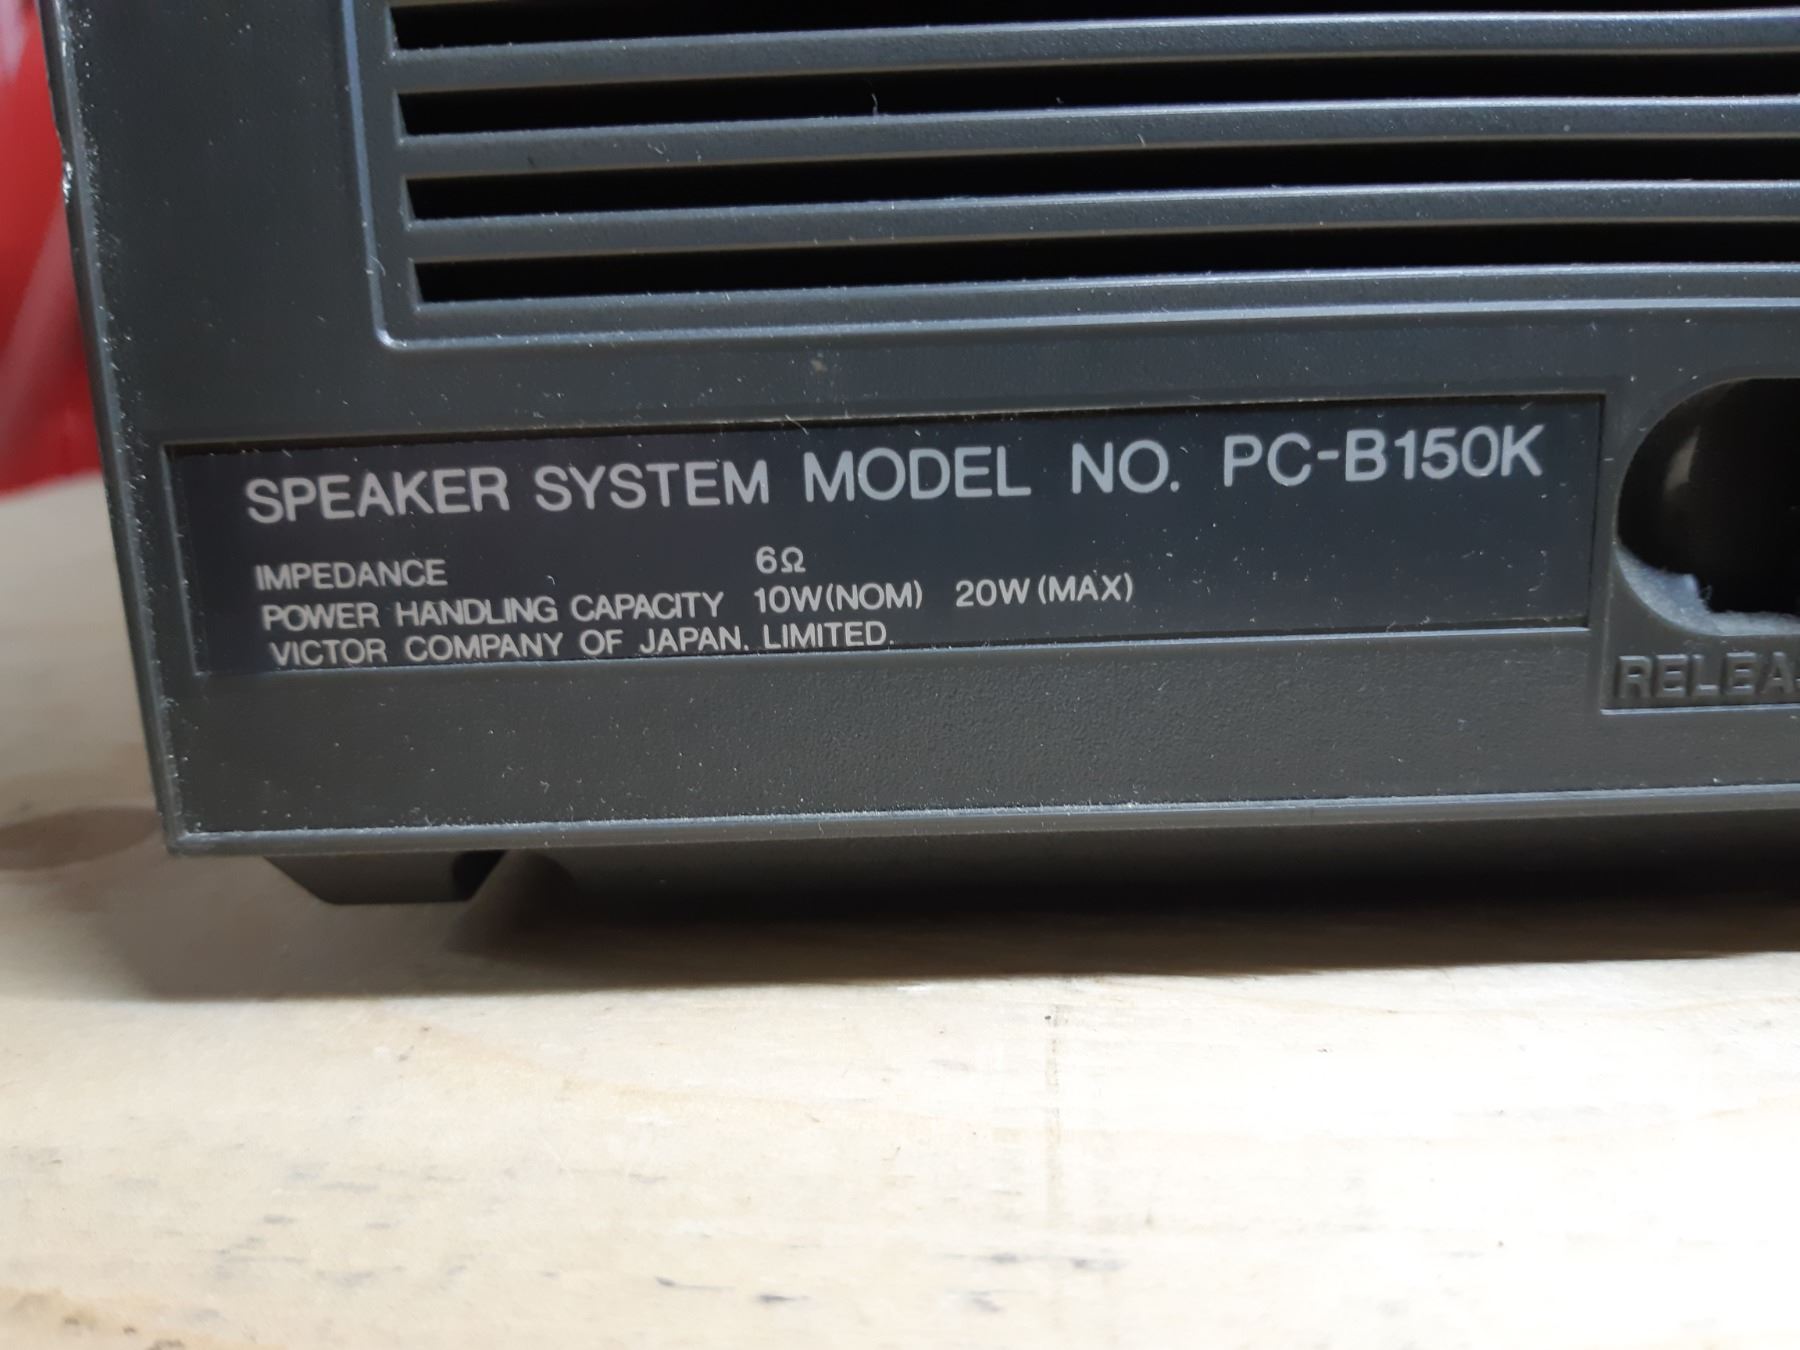 SPEAKER SYSTEM MODEL NO. PC-B150K
IMPEDANCE 6Ω
POWER HANDLING CAPACITY 10W(NOM) 20W(MAX)
VICTOR COMPANY OF JAPAN. LIMITED.
RELEA